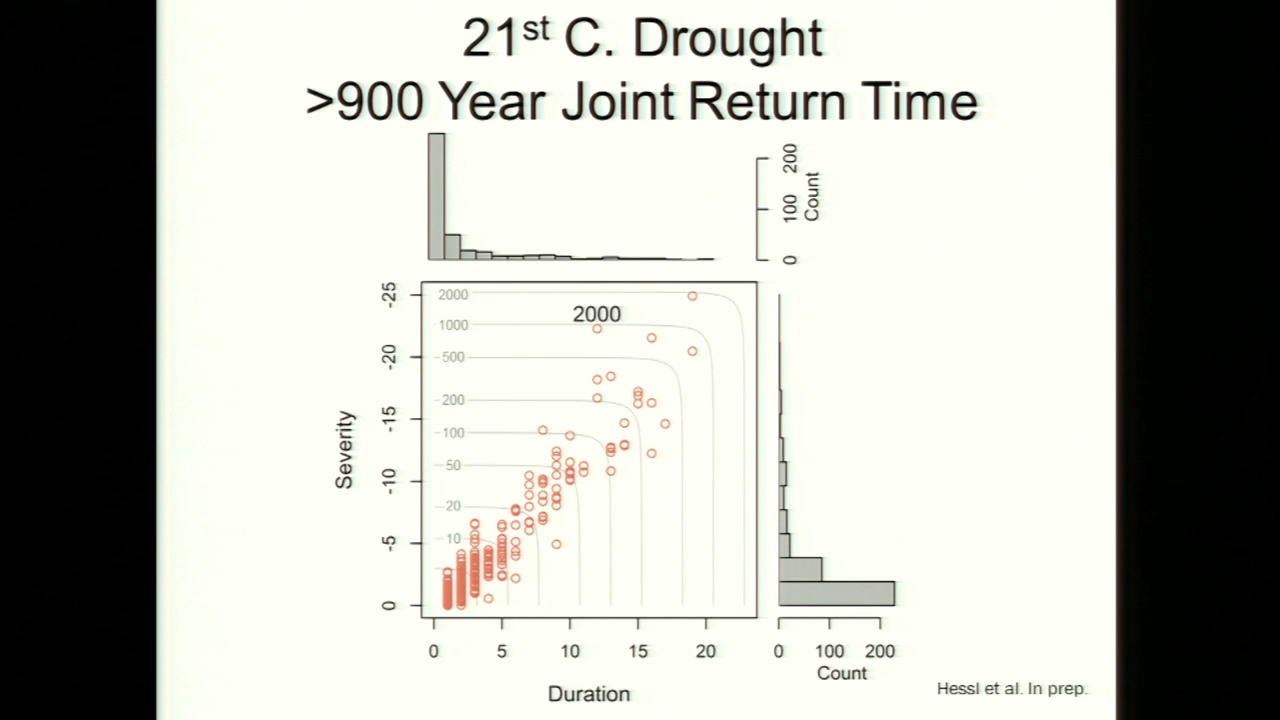 21st C. Drought
>900 Year Joint Return Time
200
100
0
Count
-25
-20
-15
-10
-5
0
Severity
2000
1000
500
200
100
50
20
10
2000
0 5 10 15 20
Duration
0 100 200
Count
Hessl et al. In prep.